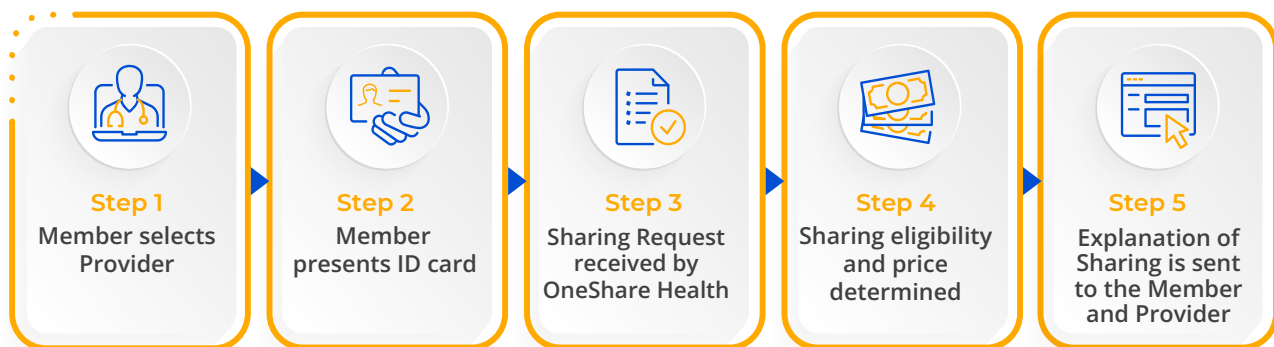 Step 1
Member selects
Provider
Step 2
Member
presents ID card
Step 3
Sharing Request
received by
OneShare Health
Step 4
Sharing eligibility
and price
determined
Step 5
Explanation of
Sharing is sent
to the Member
and Provider